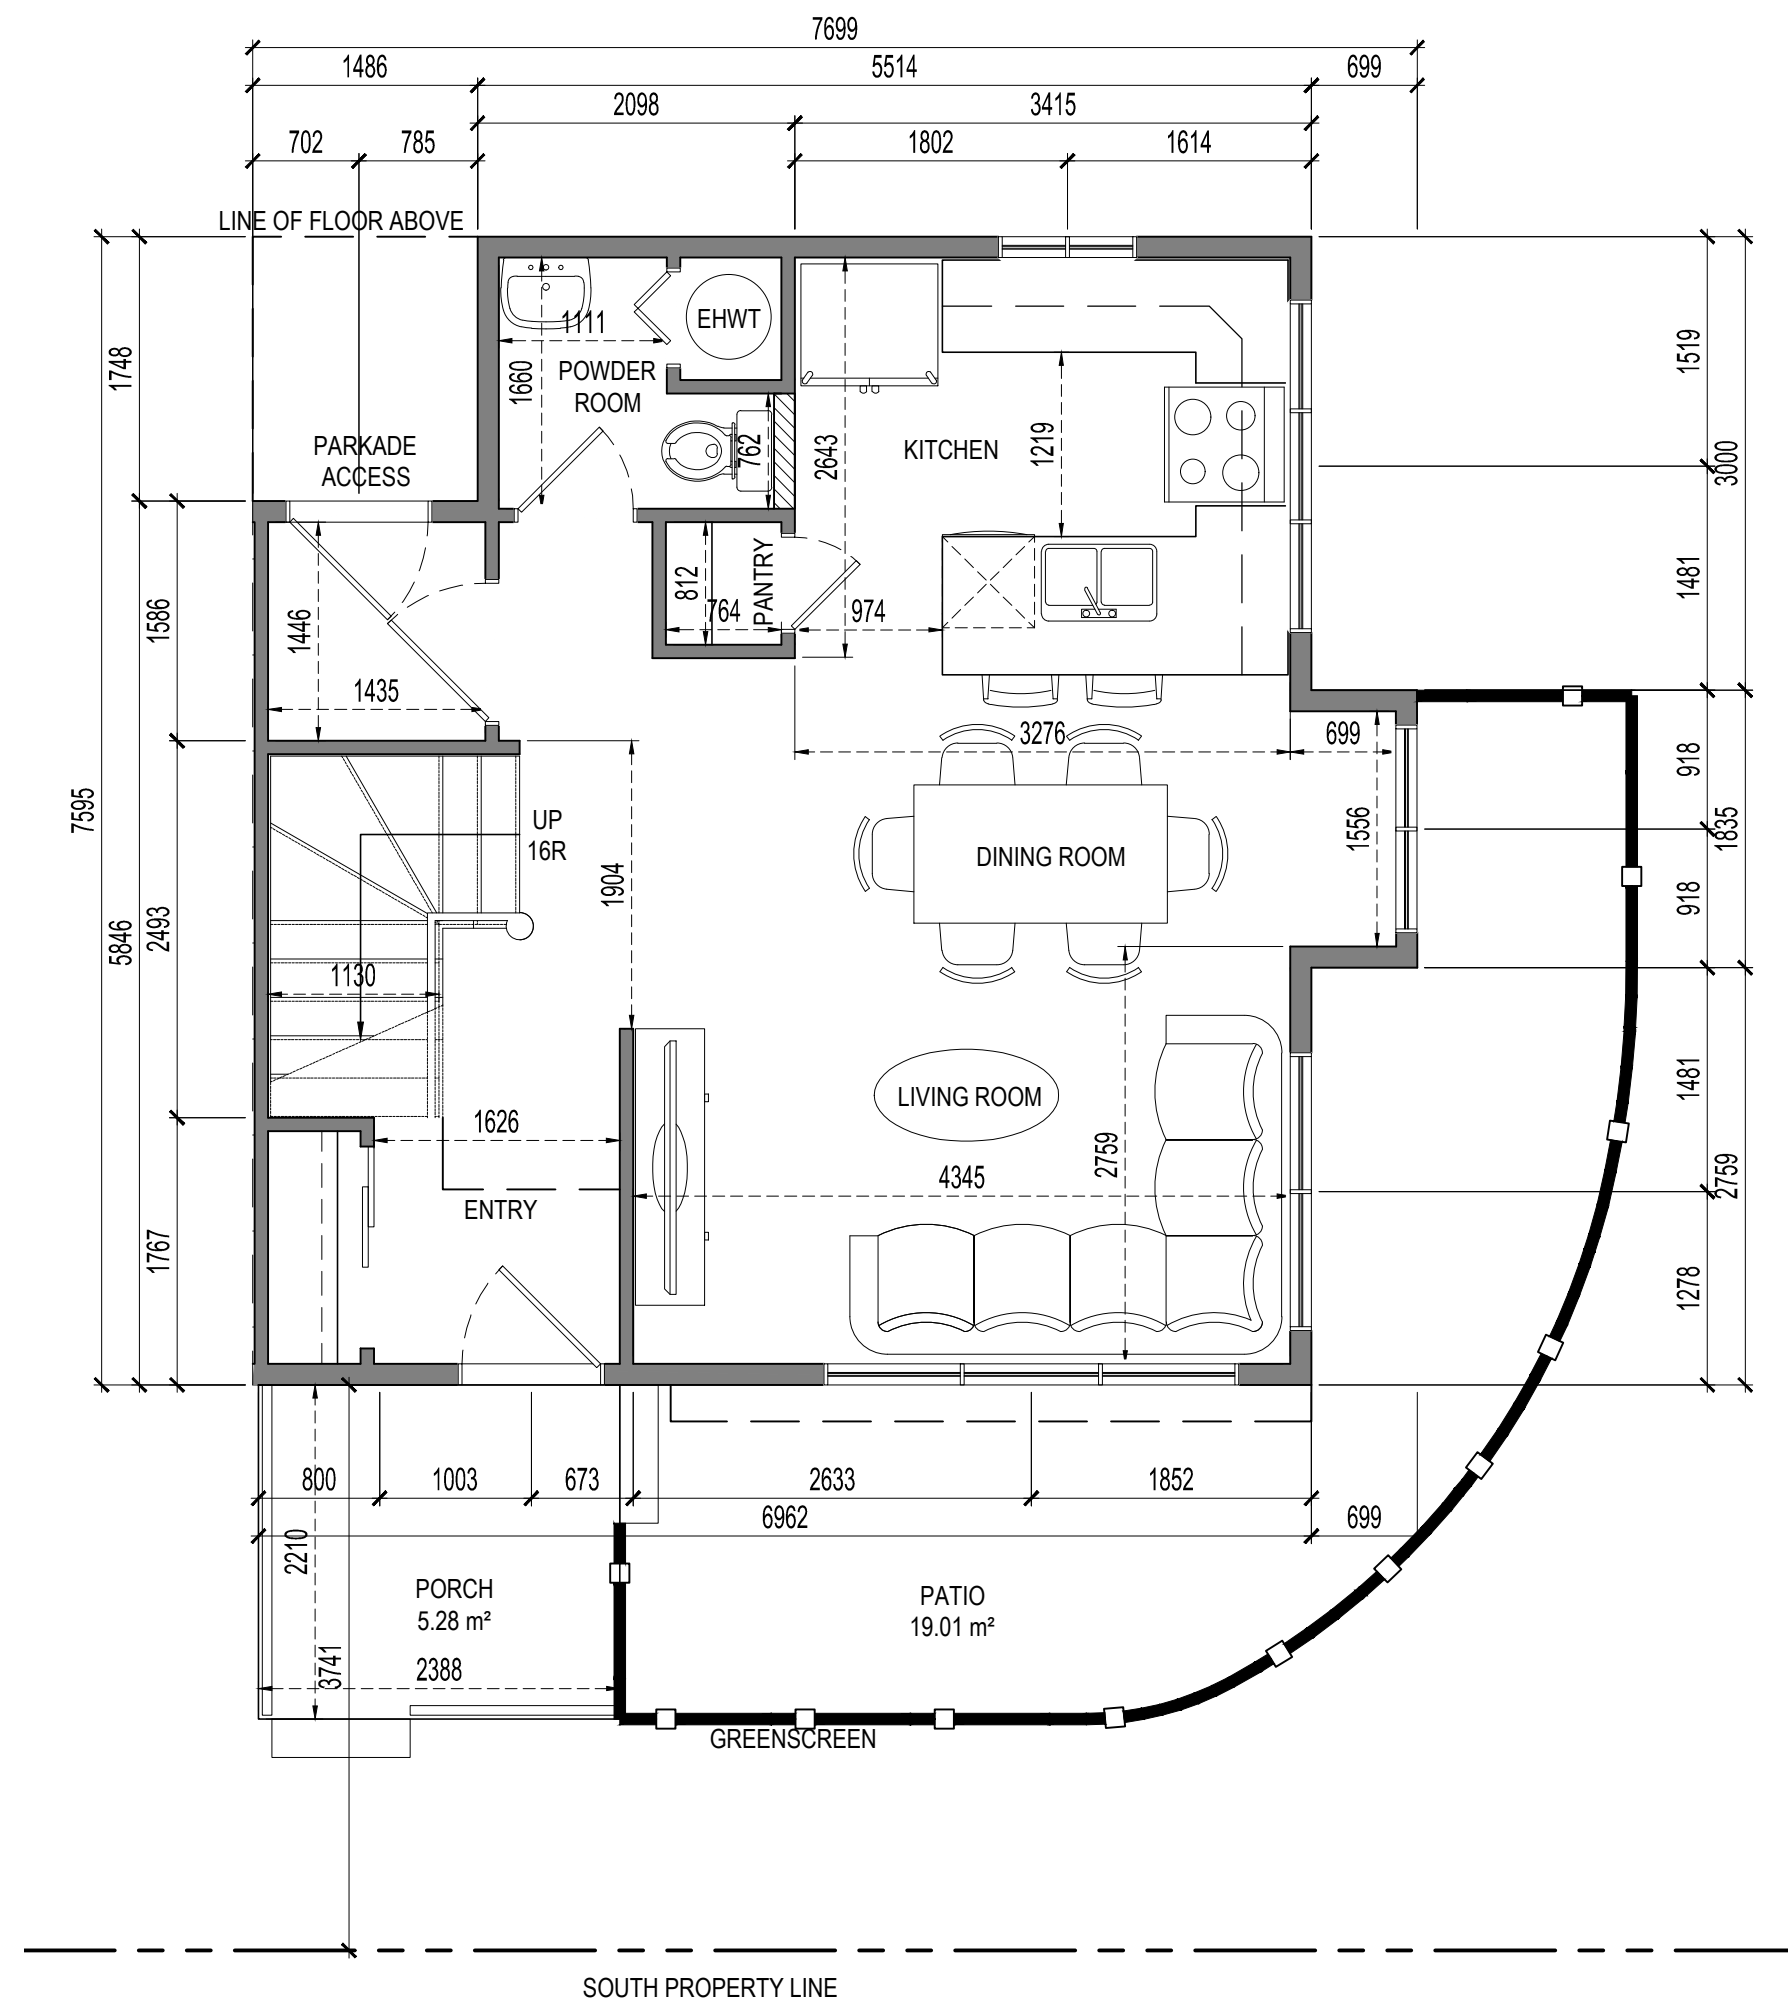 7699
1486
5514
699
2098
3415
702
785
1802
1614
LINE OF FLOOR ABOVE
EHWT
1111
POWDER
ROOM
1660
762
KITCHEN
2643
1219
PARKADE
ACCESS
1748
1519
3000
1481
812
764
PANTRY
974
1446
1435
1586
3276
699
918
1835
918
1556
7595
5846
2493
UP
16R
1904
DINING ROOM
1130
1626
ENTRY
LIVING ROOM
4345
2759
1481
2759
1278
1767
800
1003
673
2633
1852
6962
699
2210
PORCH
5.28 m²
PATIO
19.01 m²
3741
2388
GREENSCREEN
SOUTH PROPERTY LINE